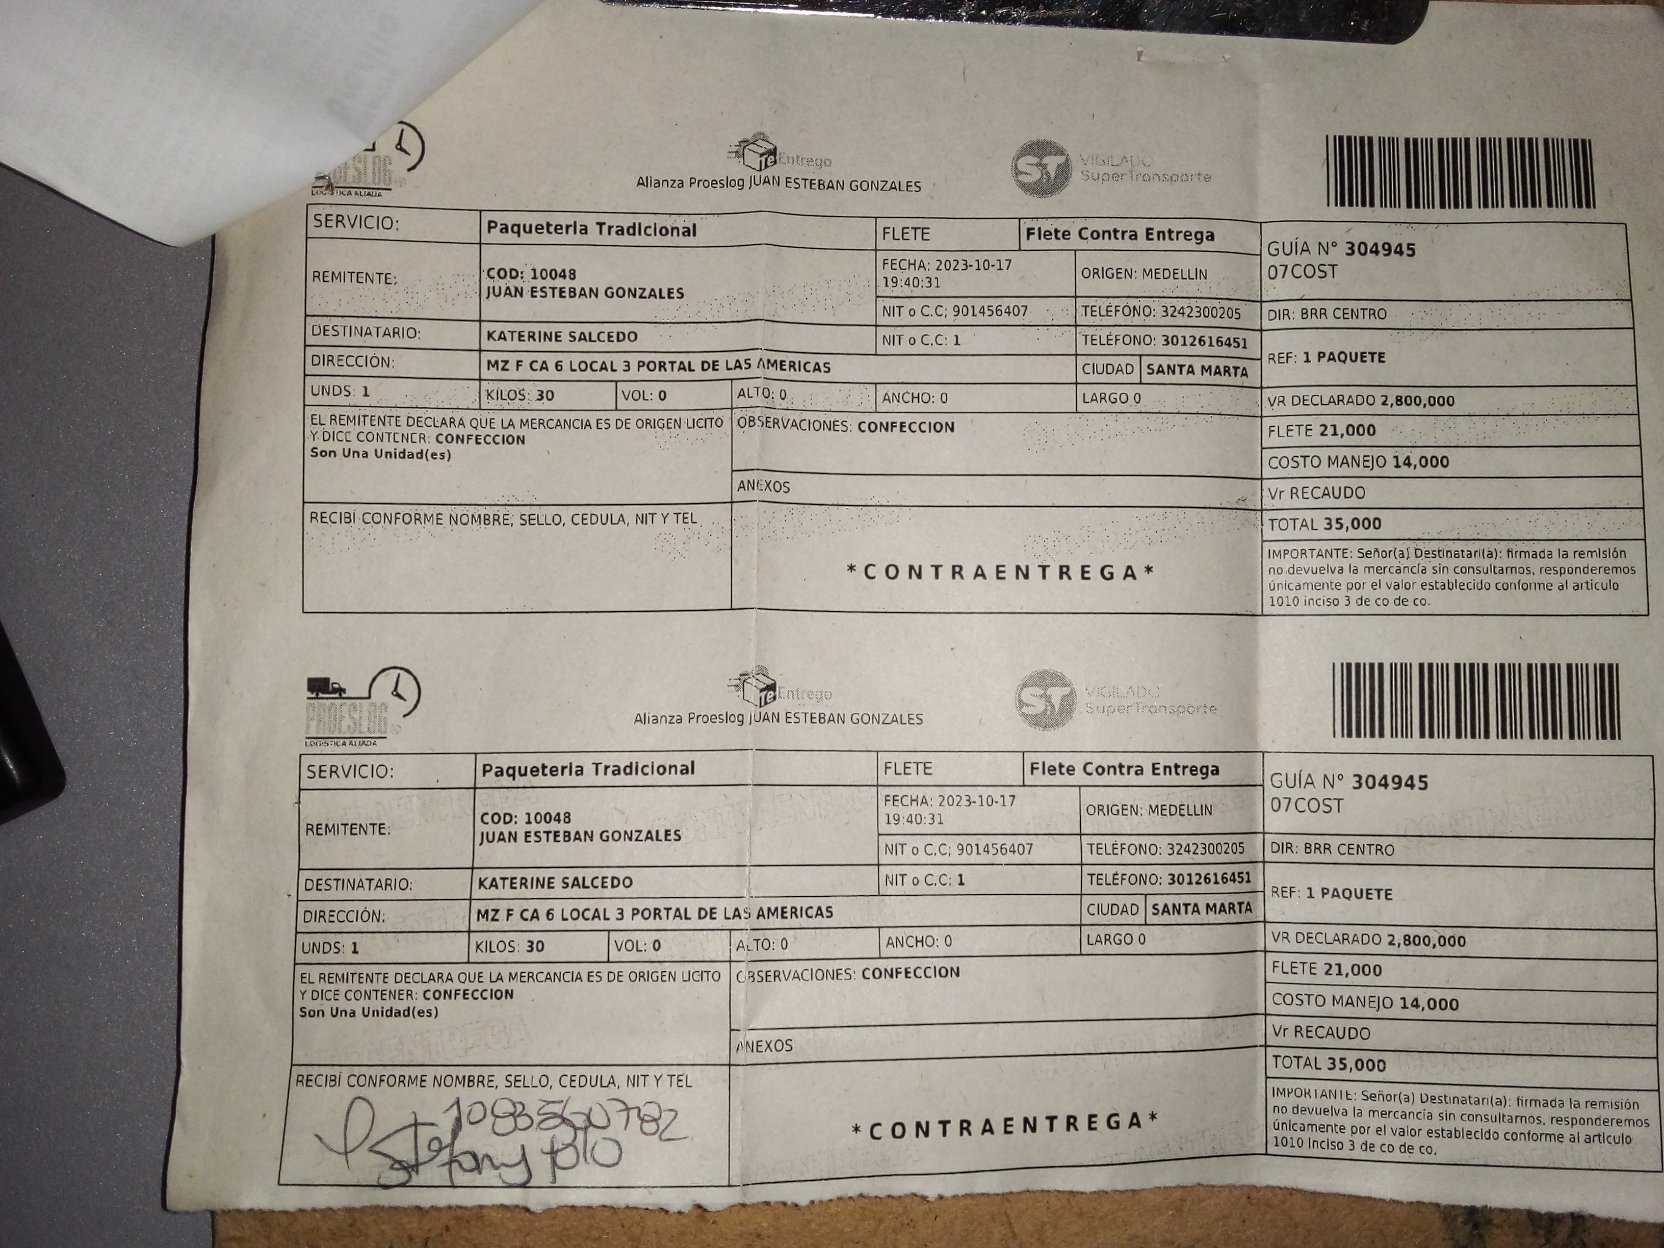 PROESLOG
LOGISTICA ALIADA
TeEntrego
Alianza Proeslog JUAN ESTEBAN GONZALES
ST VIGILADO
SuperTransporte
SERVICIO: Paqueteria Tradicional FLETE Flete Contra Entrega
GUÍA N° 304945
07COST
REMITENTE: COD: 10048
JUAN ESTEBAN GONZALES
FECHA: 2023-10-17
19:40:31
ORIGEN: MEDELLIN
NIT o C.C; 901456407 TELÉFONO: 3242300205 DIR: BRR CENTRO
DESTINATARIO: KATERINE SALCEDO NIT o C.C: 1 TELÉFONO: 3012616451
REF: 1 PAQUETE
DIRECCIÓN: MZ F CA 6 LOCAL 3 PORTAL DE LAS AMERICAS CIUDAD SANTA MARTA
UNDS: 1 KILOS: 30 VOL: 0 ALTO: 0 ANCHO: 0 LARGO 0 VR DECLARADO 2,800,000
EL REMITENTE DECLARA QUE LA MERCANCIA ES DE ORIGEN LICITO
Y DICE CONTENER: CONFECCION
Son Una Unidad(es)
OBSERVACIONES: CONFECCION
FLETE 21,000
COSTO MANEJO 14,000
ANEXOS
Vr RECAUDO
RECIBÍ CONFORME NOMBRE, SELLO, CEDULA, NIT Y TEL
TOTAL 35,000
*CONTRAENTREGA*
IMPORTANTE: Señor(a) Destinatari(a): firmada la remisión
no devuelva la mercancía sin consultarnos, responderemos
únicamente por el valor establecido conforme al articulo
1010 inciso 3 de co de co.
PROESLOG
LOGISTICA ALIADA
TeEntrego
Alianza Proeslog JUAN ESTEBAN GONZALES
ST VIGILADO
SuperTransporte
SERVICIO: Paqueteria Tradicional FLETE Flete Contra Entrega
GUÍA N° 304945
07COST
REMITENTE: COD: 10048
JUAN ESTEBAN GONZALES
FECHA: 2023-10-17
19:40:31
ORIGEN: MEDELLIN
NIT o C.C; 901456407 TELÉFONO: 3242300205 DIR: BRR CENTRO
DESTINATARIO: KATERINE SALCEDO NIT o C.C: 1 TELÉFONO: 3012616451
REF: 1 PAQUETE
DIRECCIÓN: MZ F CA 6 LOCAL 3 PORTAL DE LAS AMERICAS CIUDAD SANTA MARTA
UNDS: 1 KILOS: 30 VOL: 0 ALTO: 0 ANCHO: 0 LARGO 0 VR DECLARADO 2,800,000
EL REMITENTE DECLARA QUE LA MERCANCIA ES DE ORIGEN LICITO
Y DICE CONTENER: CONFECCION
Son Una Unidad(es)
OBSERVACIONES: CONFECCION
FLETE 21,000
COSTO MANEJO 14,000
ANEXOS
Vr RECAUDO
TOTAL 35,000
RECIBÍ CONFORME NOMBRE, SELLO, CEDULA, NIT Y TEL
1083560782
Stefany polo
*CONTRAENTREGA*
IMPORTANTE: Señor(a) Destinatari(a): firmada la remisión
no devuelva la mercancía sin consultarnos, responderemos
únicamente por el valor establecido conforme al articulo
1010 inciso 3 de co de co.